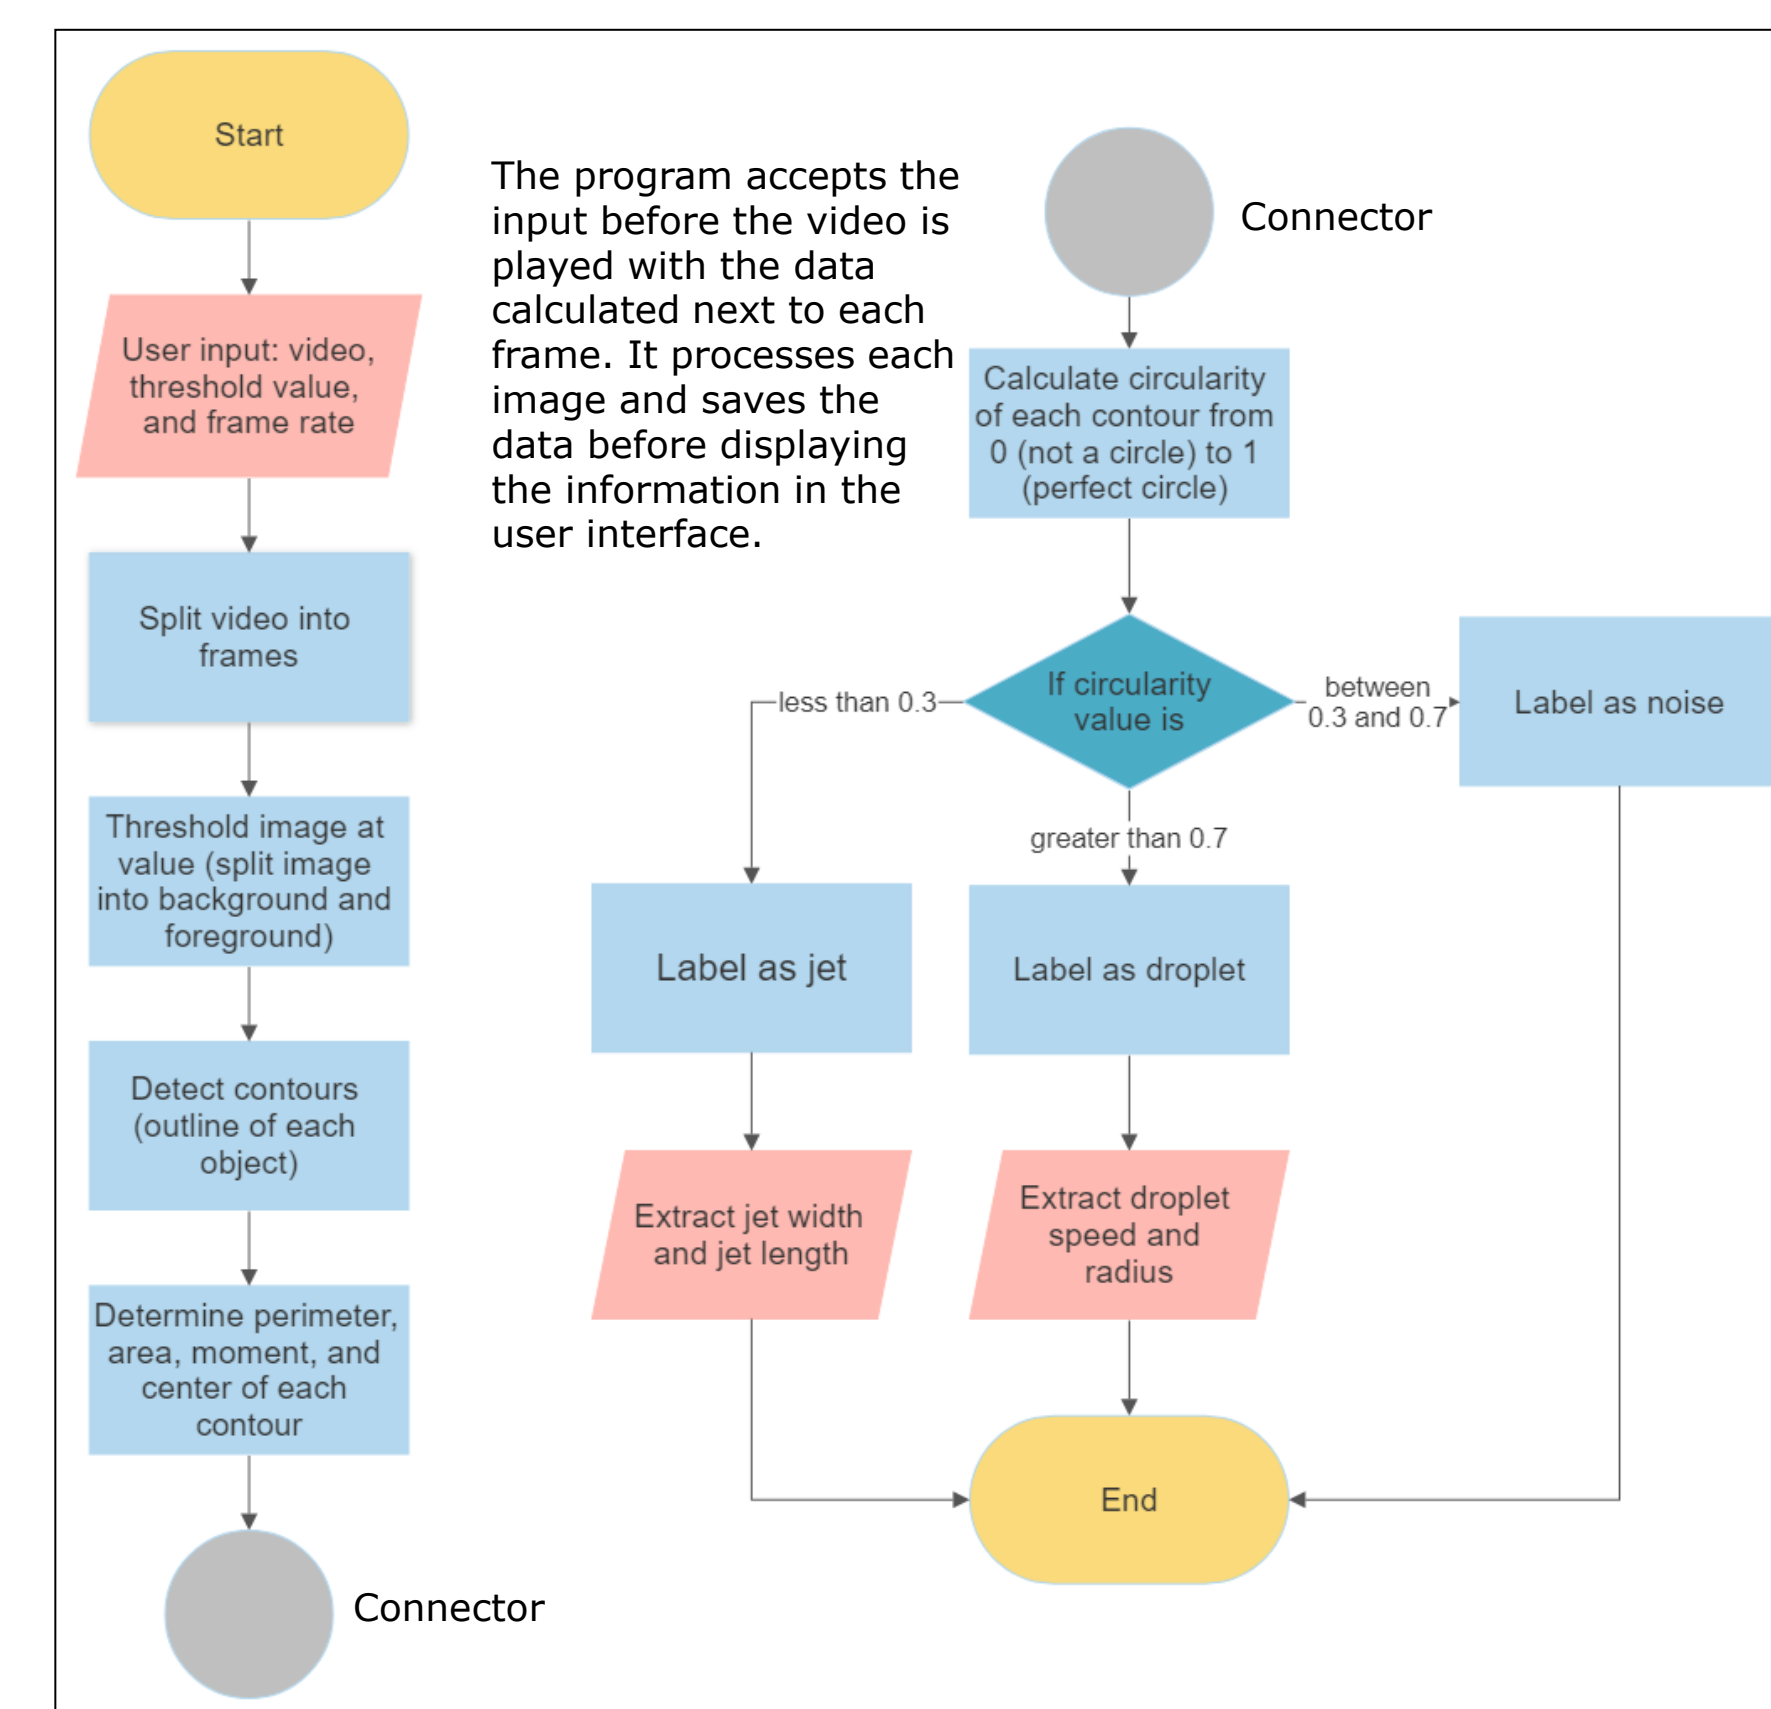 Start
User input: video,
threshold value,
and frame rate
Split video into
frames
Threshold image at
value (split image
into background and
foreground)
Detect contours
(outline of each
object)
Determine perimeter,
area, moment, and
center of each
contour
Connector
The program accepts the
input before the video is
played with the data
calculated next to each
frame. It processes each
image and saves the
data before displaying
the information in the
user interface.
Connector
Calculate circularity
of each contour from
0 (not a circle) to 1
(perfect circle)
If circularity
value is
less than 0.3
between
0.3 and 0.7
greater than 0.7
Label as noise
Label as jet
Label as droplet
Extract jet width
and jet length
Extract droplet
speed and
radius
End